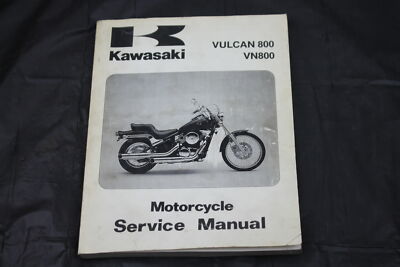 Kawasaki
VULCAN 800
VN800
Motorcycle
Service Manual